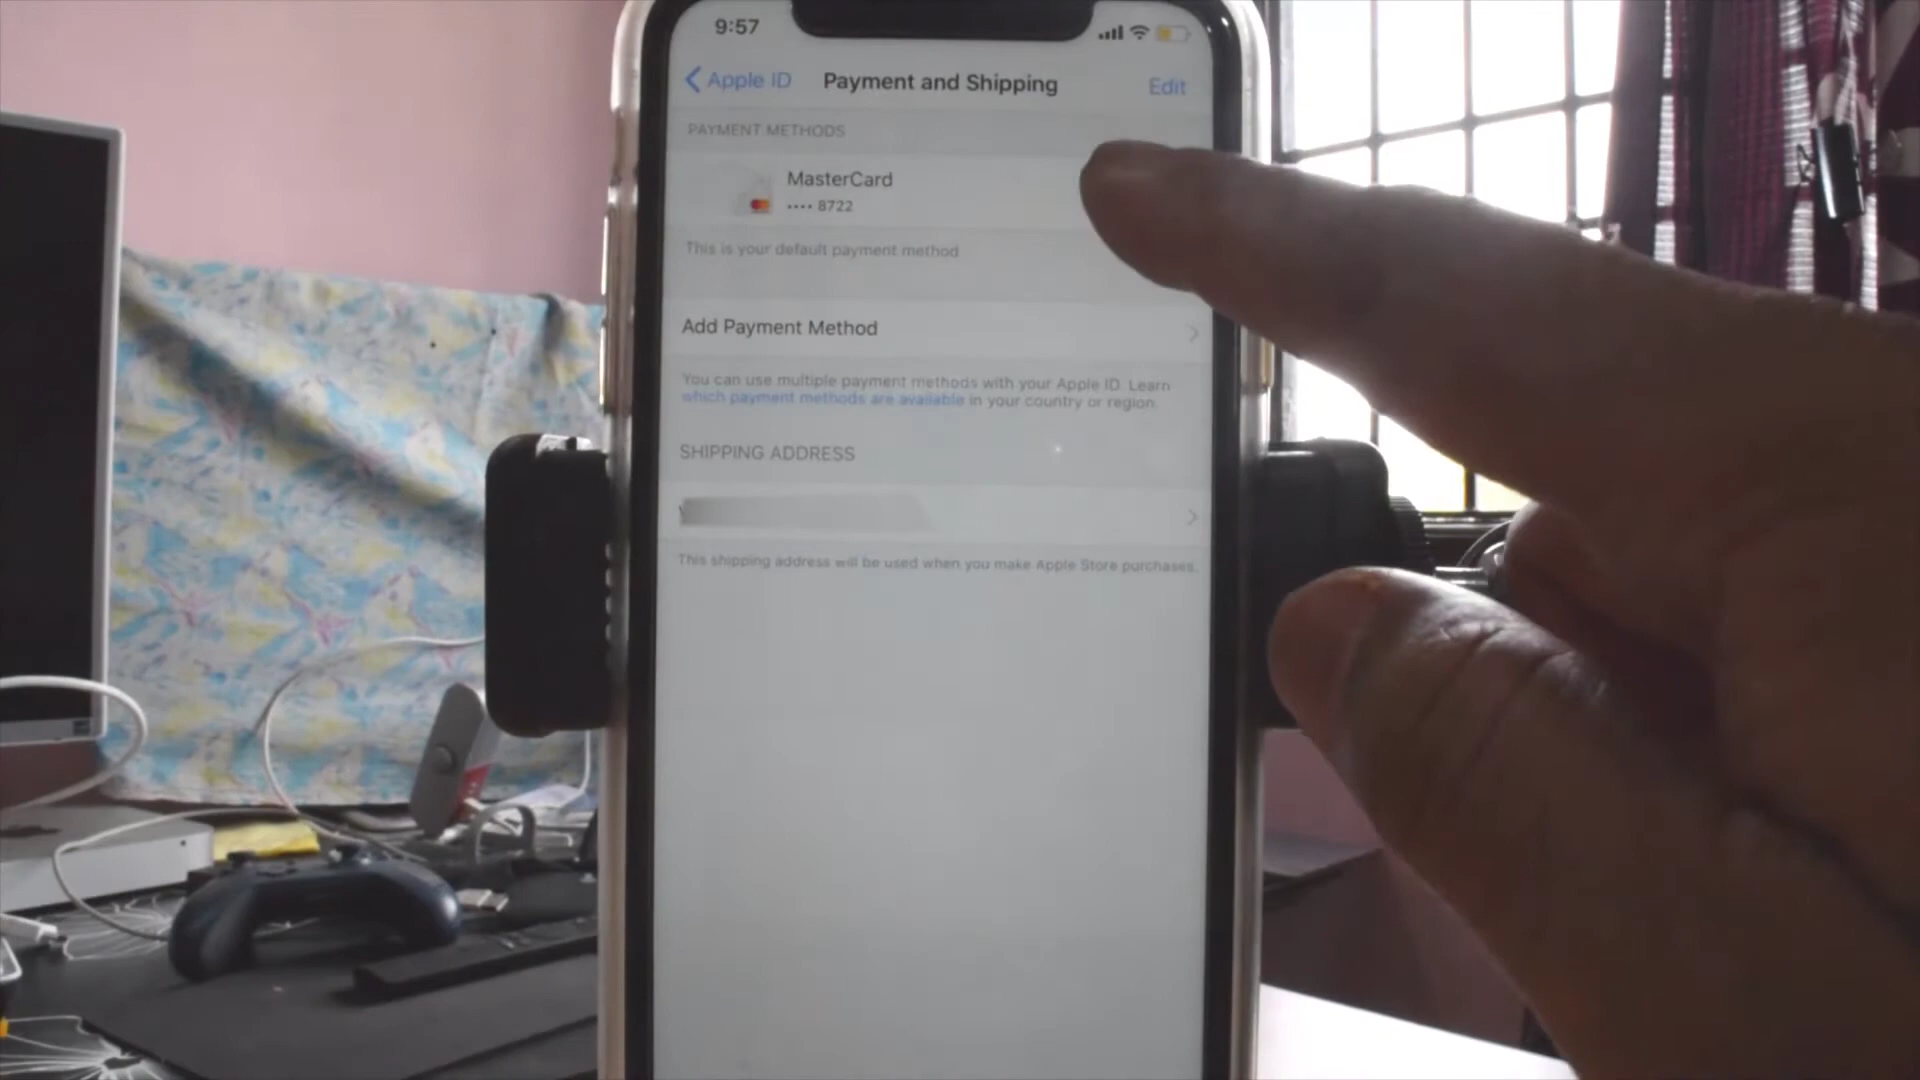 9:57
Apple ID
Payment and Shipping
Edit
PAYMENT METHODS
MasterCard
•••• 8722
This is your default payment method
Add Payment Method
You can use multiple payment methods with your Apple ID. Learn
which payment methods are available in your country or region.
SHIPPING ADDRESS
This shipping address will be used when you make Apple Store purchases.